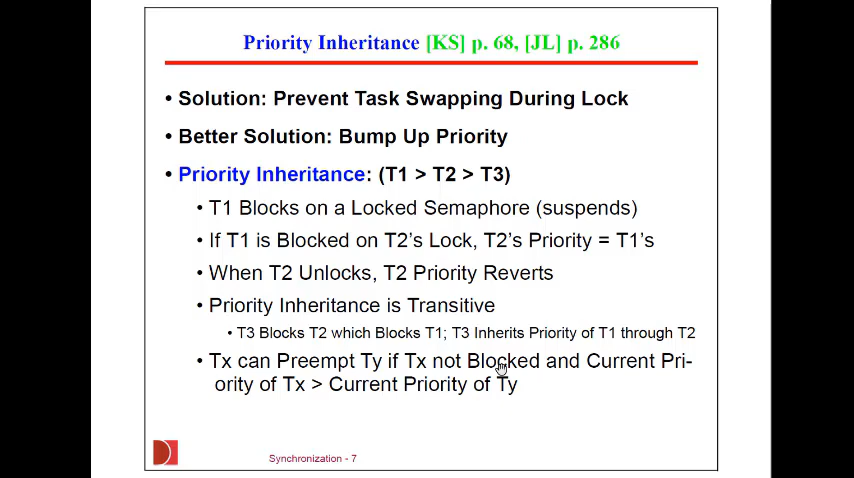 Priority Inheritance [KS] p. 68, [JL] p. 286
• Solution: Prevent Task Swapping During Lock
• Better Solution: Bump Up Priority
• Priority Inheritance: (T1 > T2 > T3)
• T1 Blocks on a Locked Semaphore (suspends)
• If T1 is Blocked on T2's Lock, T2's Priority = T1's
• When T2 Unlocks, T2 Priority Reverts
• Priority Inheritance is Transitive
• T3 Blocks T2 which Blocks T1; T3 Inherits Priority of T1 through T2
• Tx can Preempt Ty if Tx not Blocked and Current Pri-
ority of Tx > Current Priority of Ty
Synchronization - 7